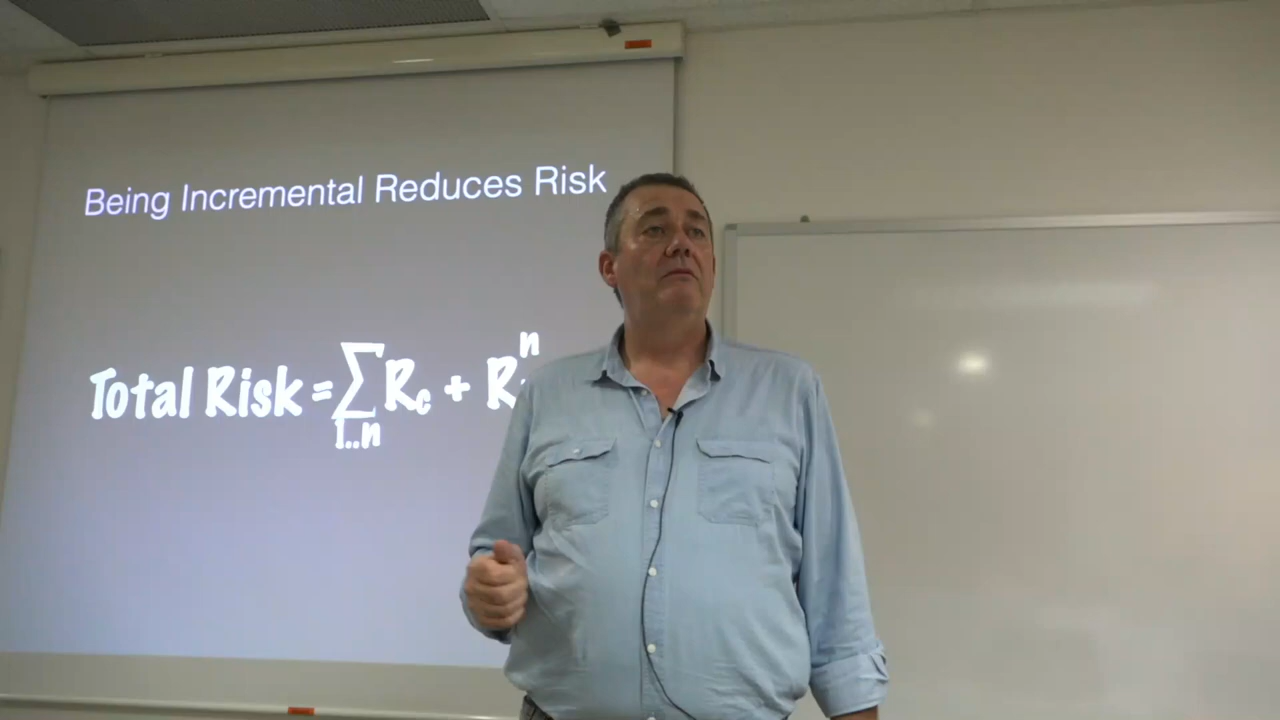 Being Incremental Reduces Risk
Total Risk = ∑ Rc + R n
1..n